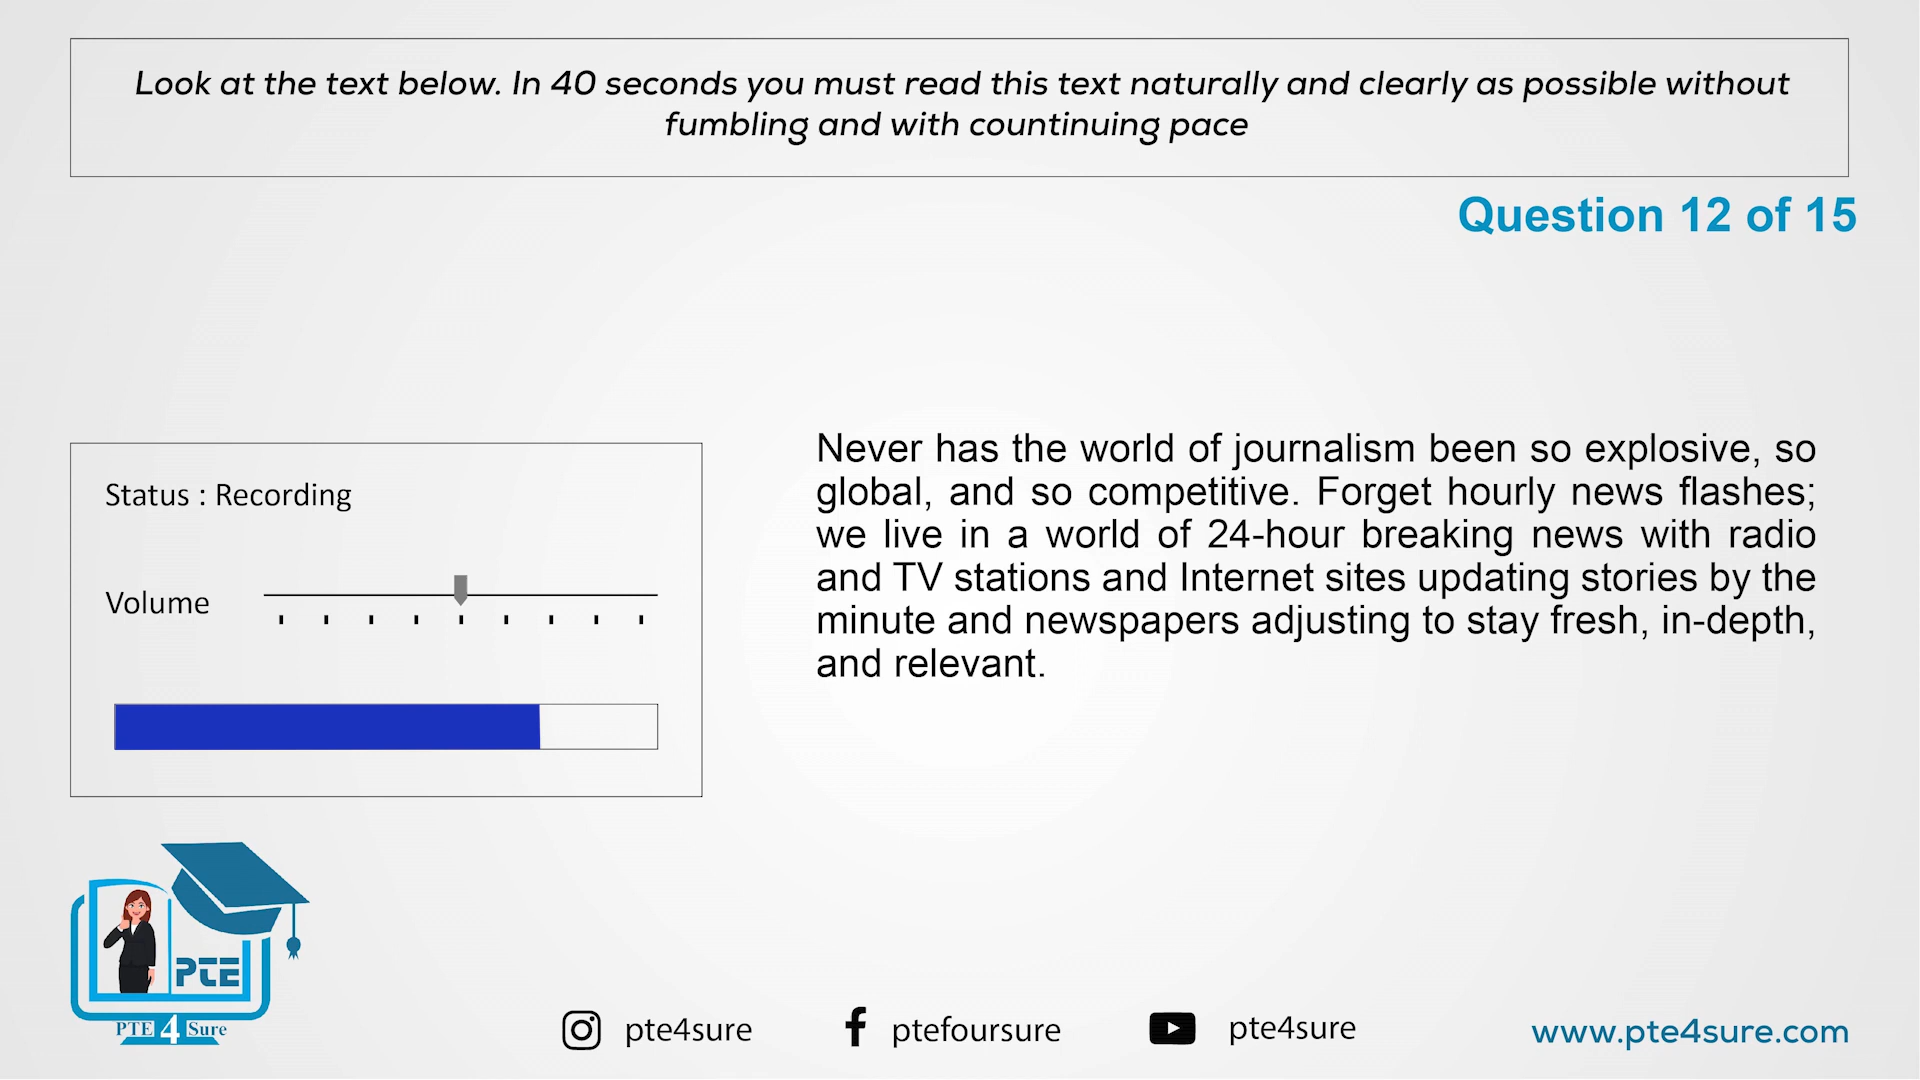 Look at the text below. In 40 seconds you must read this text naturally and clearly as possible without
fumbling and with countinuing pace
Question 12 of 15
Status : Recording
Volume
Never has the world of journalism been so explosive, so
global, and so competitive. Forget hourly news flashes;
we live in a world of 24-hour breaking news with radio
and TV stations and Internet sites updating stories by the
minute and newspapers adjusting to stay fresh, in-depth,
and relevant.
PTE
PTE 4 Sure
pte4sure
ptefoursure
pte4sure
www.pte4sure.com